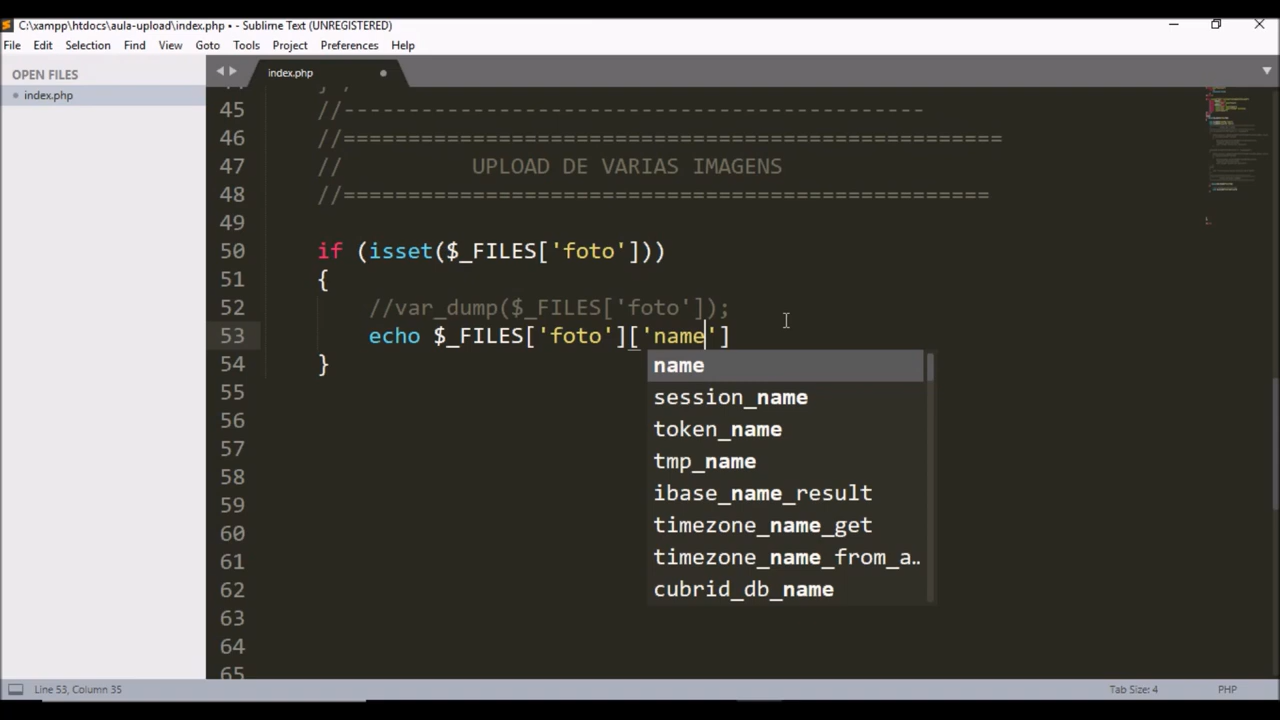 C:\xampp\htdocs\aula-upload\index.php • - Sublime Text (UNREGISTERED)
File Edit Selection Find View Goto Tools Project Preferences Help
OPEN FILES
index.php
index.php
45 //---------------------------------------------
46 //===================================================
47 // UPLOAD DE VARIAS IMAGENS
48 //==================================================
49
50 if (isset($_FILES['foto']))
51 {
52 //var_dump($_FILES['foto']);
53 echo $_FILES['foto']['name']
54 }
55
56
57
58
59
60
61
62
63
64
65
name
session_name
token_name
tmp_name
ibase_name_result
timezone_name_get
timezone_name_from_a..
cubrid_db_name
Line 53, Column 35 Tab Size: 4 PHP